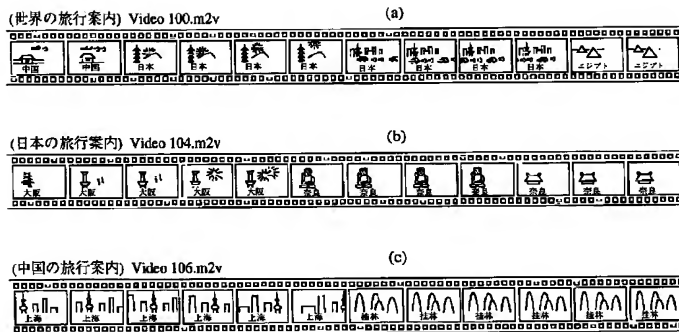 (世界の旅行案内) Video 100.m2v (a)
中国 中国 日本 日本 日本 日本 日本 日本 日本 日本 エジプト エジプト
(日本の旅行案内) Video 104.m2v (b)
大阪 大阪 大阪 大阪 大阪 奈良 奈良 奈良 奈良 奈良 奈良 奈良
(中国の旅行案内) Video 106.m2v (c)
上海 上海 上海 上海 上海 上海 桂林 桂林 桂林 桂林 桂林 桂林